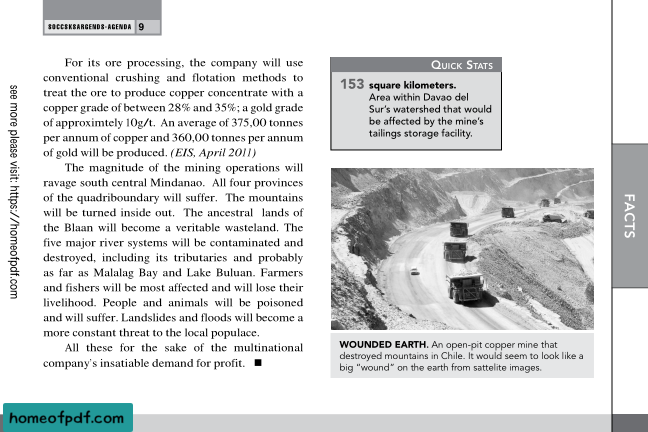 SOCCSKSARGENDS-AGENDA 9
For its ore processing, the company will use
conventional crushing and flotation methods to
treat the ore to produce copper concentrate with a
copper grade of between 28% and 35%; a gold grade
of approximtely 10g/t. An average of 375,00 tonnes
per annum of copper and 360,00 tonnes per annum
of gold will be produced. (EIS, April 2011)
The magnitude of the mining operations will
ravage south central Mindanao. All four provinces
of the quadriboundary will suffer. The mountains
will be turned inside out. The ancestral lands of
the Blaan will become a veritable wasteland. The
five major river systems will be contaminated and
destroyed, including its tributaries and probably
as far as Malalag Bay and Lake Buluan. Farmers
and fishers will be most affected and will lose their
livelihood. People and animals will be poisoned
and will suffer. Landslides and floods will become a
more constant threat to the local populace.
All these for the sake of the multinational
company's insatiable demand for profit. ■
QUICK STATS
153 square kilometers.
Area within Davao del
Sur's watershed that would
be affected by the mine's
tailings storage facility.
WOUNDED EARTH. An open-pit copper mine that
destroyed mountains in Chile. It would seem to look like a
big “wound” on the earth from sattelite images.
FACTS
see more please visit: https://homeofpdf.com
homeofpdf.com